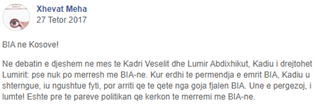 Xhevat Meha
27 Tetor 2017
BIA ne Kosove!
Ne debatin e djeshem ne mes te Kadri Veselit dhe Lumir Abdixhikut, Kadiu i drejtohet
Lumirit: pse nuk po merresh me BIA-ne. Kur erdhi te permendja e emrit BIA, Kadiu u
shterngue, iu ngushtue fyti, por arriti qe te qete nga goja fjalen BIA. Une e pergezoj, i
lumte! Eshte pre te pareve politikan qe kerkon te merremi me BIA-ne.